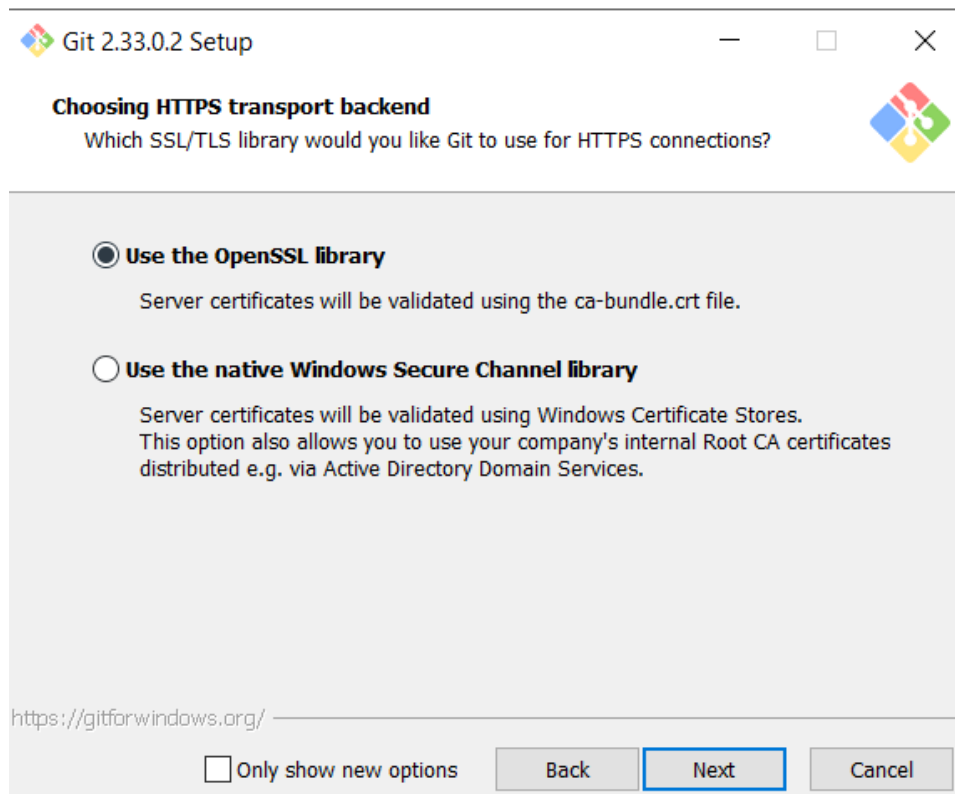 Git 2.33.0.2 Setup
Choosing HTTPS transport backend
Which SSL/TLS library would you like Git to use for HTTPS connections?
Use the OpenSSL library
Server certificates will be validated using the ca-bundle.crt file.
Use the native Windows Secure Channel library
Server certificates will be validated using Windows Certificate Stores.
This option also allows you to use your company's internal Root CA certificates
distributed e.g. via Active Directory Domain Services.
https://gitforwindows.org/
Only show new options Back Next Cancel